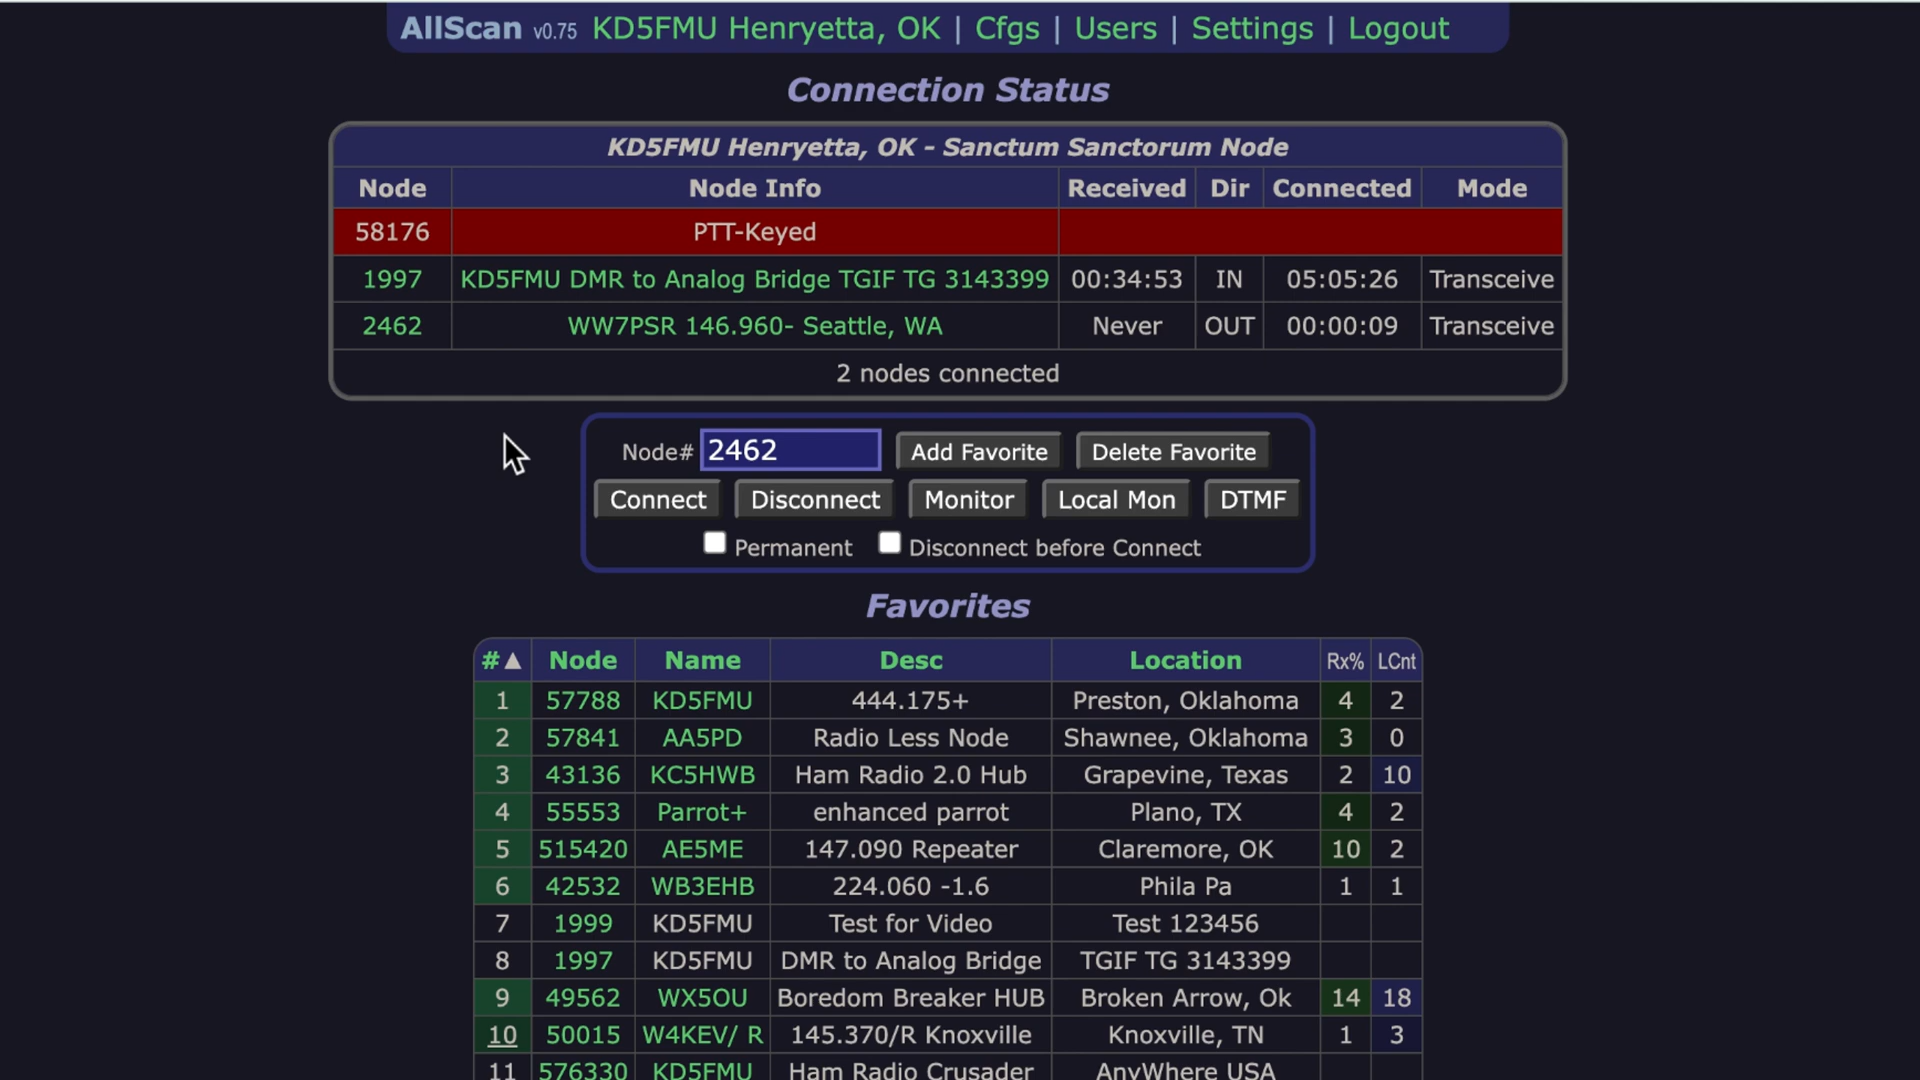 AllScan v0.75 KD5FMU Henryetta, OK | Cfgs | Users | Settings | Logout
Connection Status
KD5FMU Henryetta, OK - Sanctum Sanctorum Node
Node Node Info Received Dir Connected Mode
58176 PTT-Keyed
1997 KD5FMU DMR to Analog Bridge TGIF TG 3143399 00:34:53 IN 05:05:26 Transceive
2462 WW7PSR 146.960- Seattle, WA Never OUT 00:00:09 Transceive
2 nodes connected
Node# 2462 Add Favorite Delete Favorite
Connect Disconnect Monitor Local Mon DTMF
Permanent Disconnect before Connect
Favorites
#▲ Node Name Desc Location Rx% LCnt
1 57788 KD5FMU 444.175+ Preston, Oklahoma 4 2
2 57841 AA5PD Radio Less Node Shawnee, Oklahoma 3 0
3 43136 KC5HWB Ham Radio 2.0 Hub Grapevine, Texas 2 10
4 55553 Parrot+ enhanced parrot Plano, TX 4 2
5 515420 AE5ME 147.090 Repeater Claremore, OK 10 2
6 42532 WB3EHB 224.060 -1.6 Phila Pa 1 1
7 1999 KD5FMU Test for Video Test 123456
8 1997 KD5FMU DMR to Analog Bridge TGIF TG 3143399
9 49562 WX5OU Boredom Breaker HUB Broken Arrow, Ok 14 18
10 50015 W4KEV/ R 145.370/R Knoxville Knoxville, TN 1 3
11 576330 KD5FMU Ham Radio Crusader AnyWhere USA